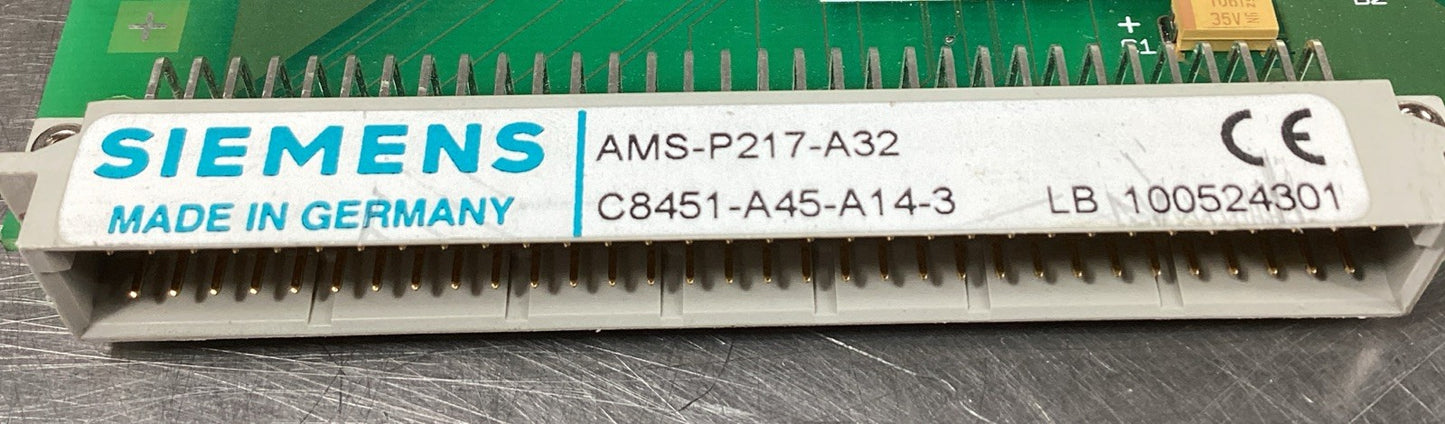 SIEMENS
MADE IN GERMANY
AMS-P217-A32
C8451-A45-A14-3
LB 100524301
CE
35V
+